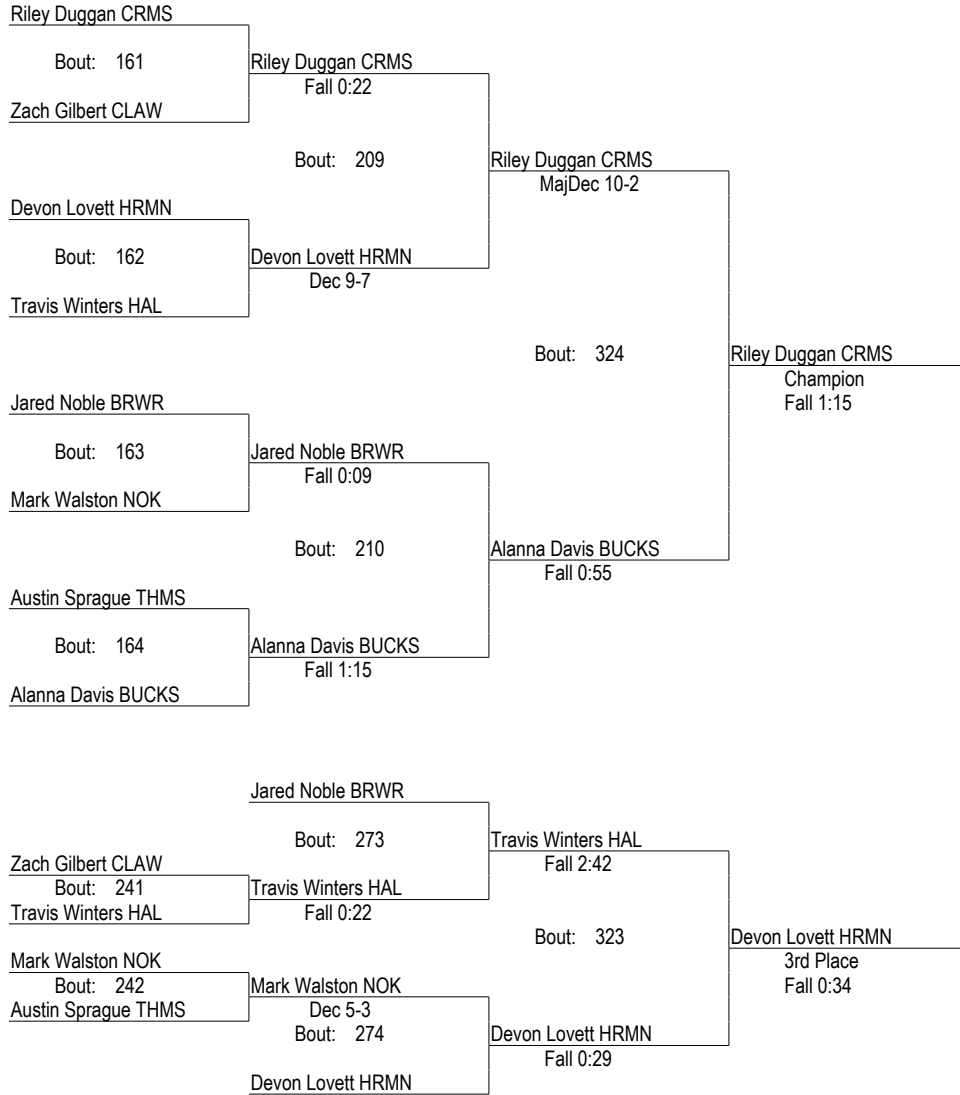 Riley Duggan CRMS
Bout: 161
Riley Duggan CRMS
Fall 0:22
Zach Gilbert CLAW
Bout: 209
Riley Duggan CRMS
MajDec 10-2
Devon Lovett HRMN
Bout: 162
Devon Lovett HRMN
Dec 9-7
Travis Winters HAL
Bout: 324
Riley Duggan CRMS
Champion
Fall 1:15
Jared Noble BRWR
Bout: 163
Jared Noble BRWR
Fall 0:09
Mark Walston NOK
Bout: 210
Alanna Davis BUCKS
Fall 0:55
Austin Sprague THMS
Bout: 164
Alanna Davis BUCKS
Fall 1:15
Alanna Davis BUCKS
Jared Noble BRWR
Bout: 273
Travis Winters HAL
Fall 2:42
Zach Gilbert CLAW
Bout: 241
Travis Winters HAL
Fall 0:22
Travis Winters HAL
Bout: 323
Devon Lovett HRMN
3rd Place
Fall 0:34
Mark Walston NOK
Bout: 242
Mark Walston NOK
Dec 5-3
Austin Sprague THMS
Bout: 274
Devon Lovett HRMN
Fall 0:29
Devon Lovett HRMN